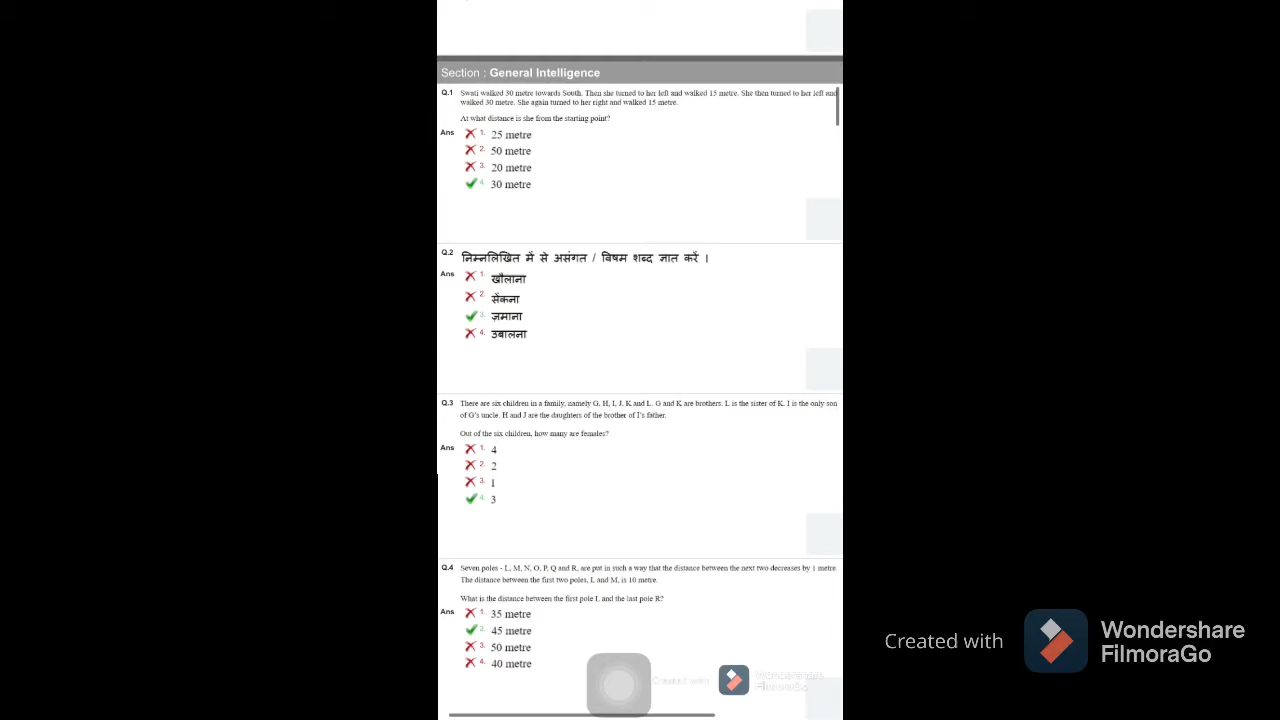 Section : General Intelligence
Q.1 Swati walked 30 metre towards South. Then she turned to her left and walked 15 metre. She then turned to her left and
walked 30 metre. She again turned to her right and walked 15 metre.
At what distance is she from the starting point?
Ans 1. 25 metre
2. 50 metre
3. 20 metre
4. 30 metre
Q.2 निम्नलिखित में से असंगत / विषम शब्द ज्ञात करें ।
Ans 1. खौलाना
2. सेंकना
3. ज़माना
4. उबालना
Q.3 There are six children in a family, namely G, H, I, J, K and L. G and K are brothers. L is the sister of K. I is the only son
of G's uncle. H and J are the daughters of the brother of I's father.
Out of the six children, how many are females?
Ans 1. 4
2. 2
3. 1
4. 3
Q.4 Seven poles - L, M, N, O, P, Q and R, are put in such a way that the distance between the next two decreases by 1 metre.
The distance between the first two poles, L and M, is 10 metre.
What is the distance between the first pole L and the last pole R?
Ans 1. 35 metre
2. 45 metre
3. 50 metre
4. 40 metre
Created with
Wondershare
FilmoraGo
Created with
Wondershare
FilmoraGo